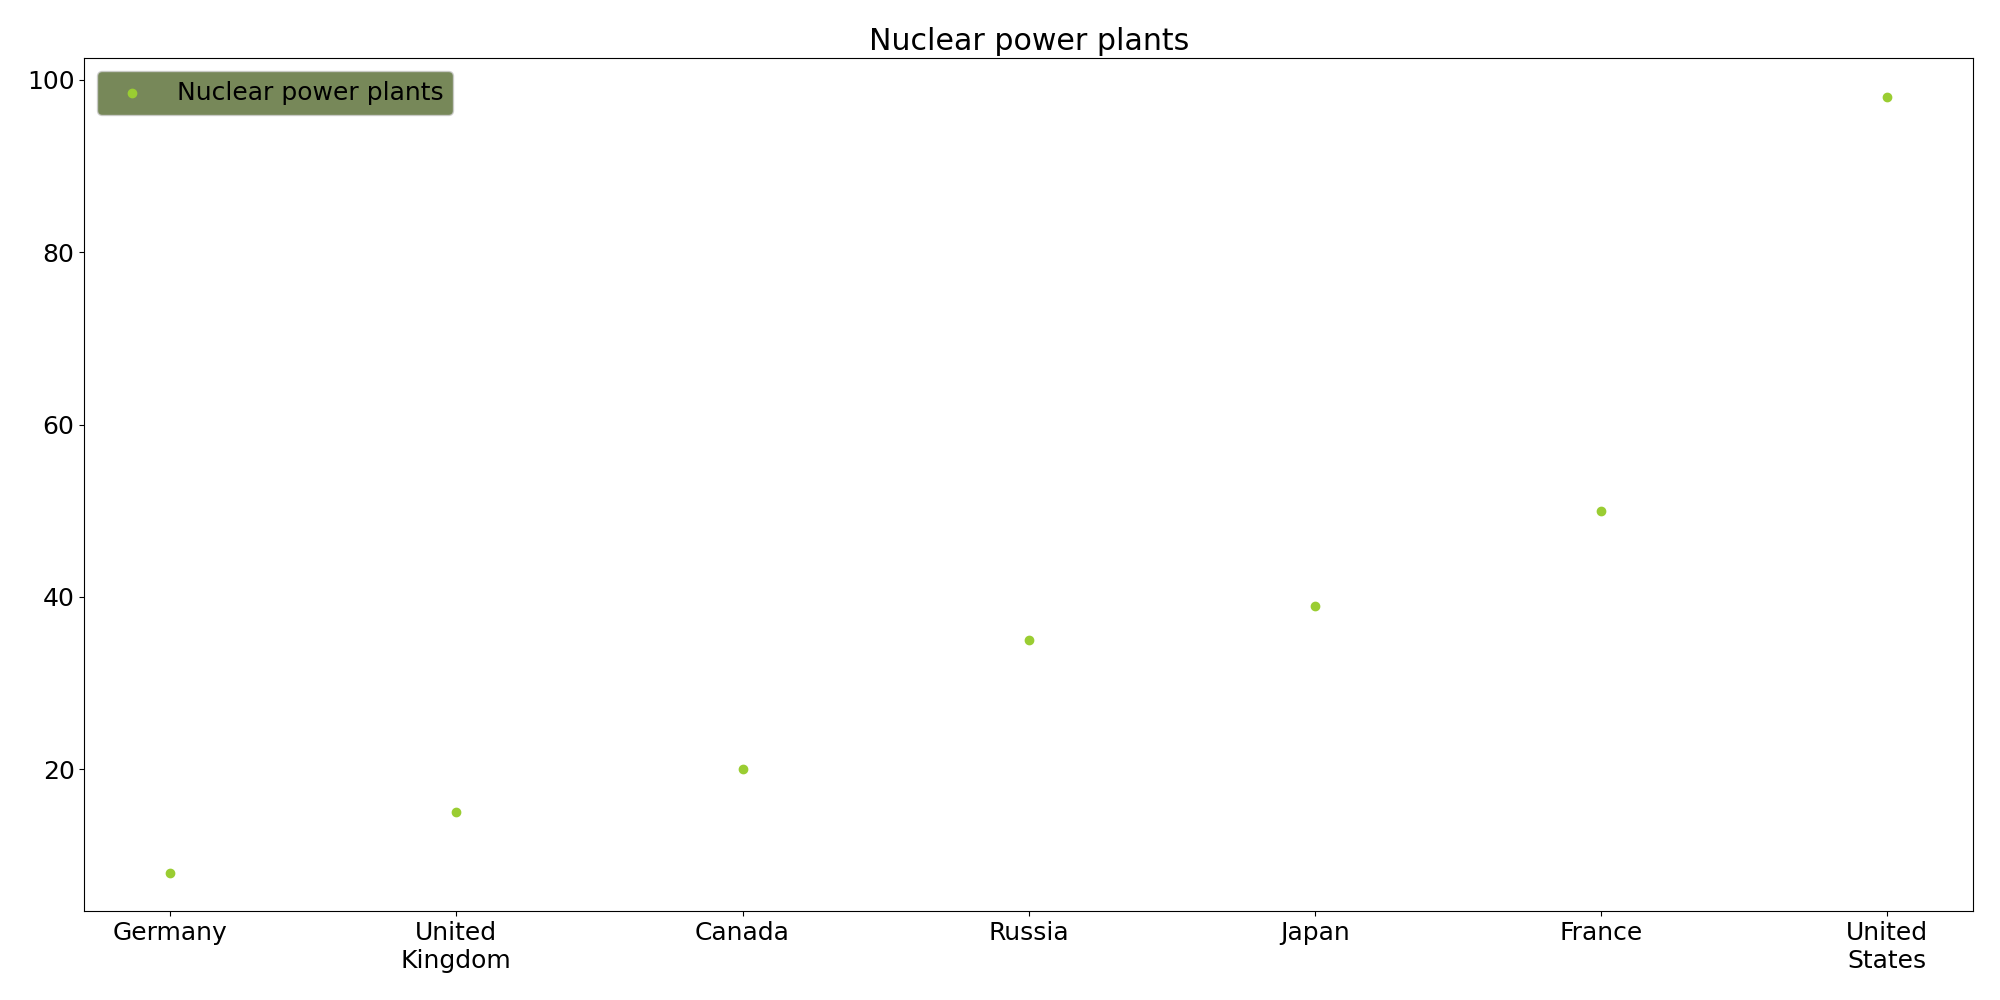 Nuclear power plants
Nuclear power plants
100
80
60
40
20
Germany
United
Kingdom
Canada
Russia
Japan
France
United
States